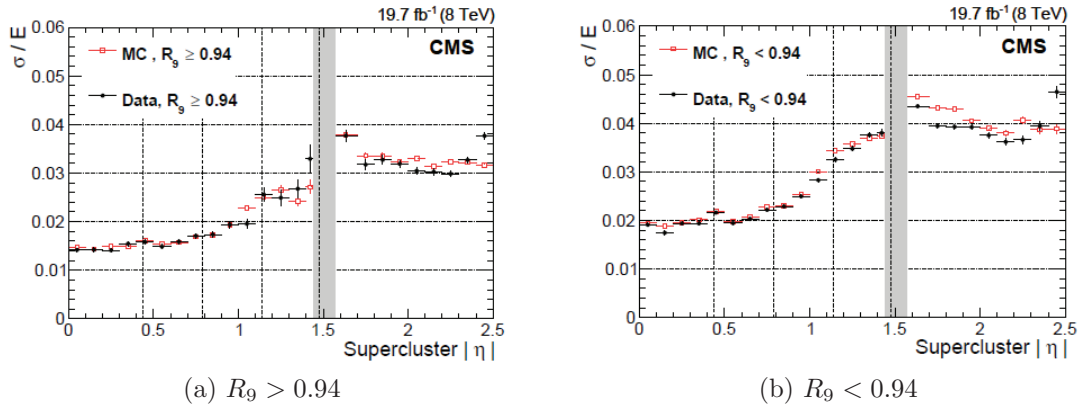 19.7 fb⁻¹ (8 TeV)
σ / E
0.06
0.05
0.04
0.03
0.02
0.01
0
MC , R₉ ≥ 0.94
Data, R₉ ≥ 0.94
CMS
0 0.5 1 1.5 2 2.5
Supercluster | η |
(a) R₉ > 0.94
19.7 fb⁻¹ (8 TeV)
σ / E
0.06
0.05
0.04
0.03
0.02
0.01
0
MC , R₉ < 0.94
Data, R₉ < 0.94
CMS
0 0.5 1 1.5 2 2.5
Supercluster | η |
(b) R₉ < 0.94